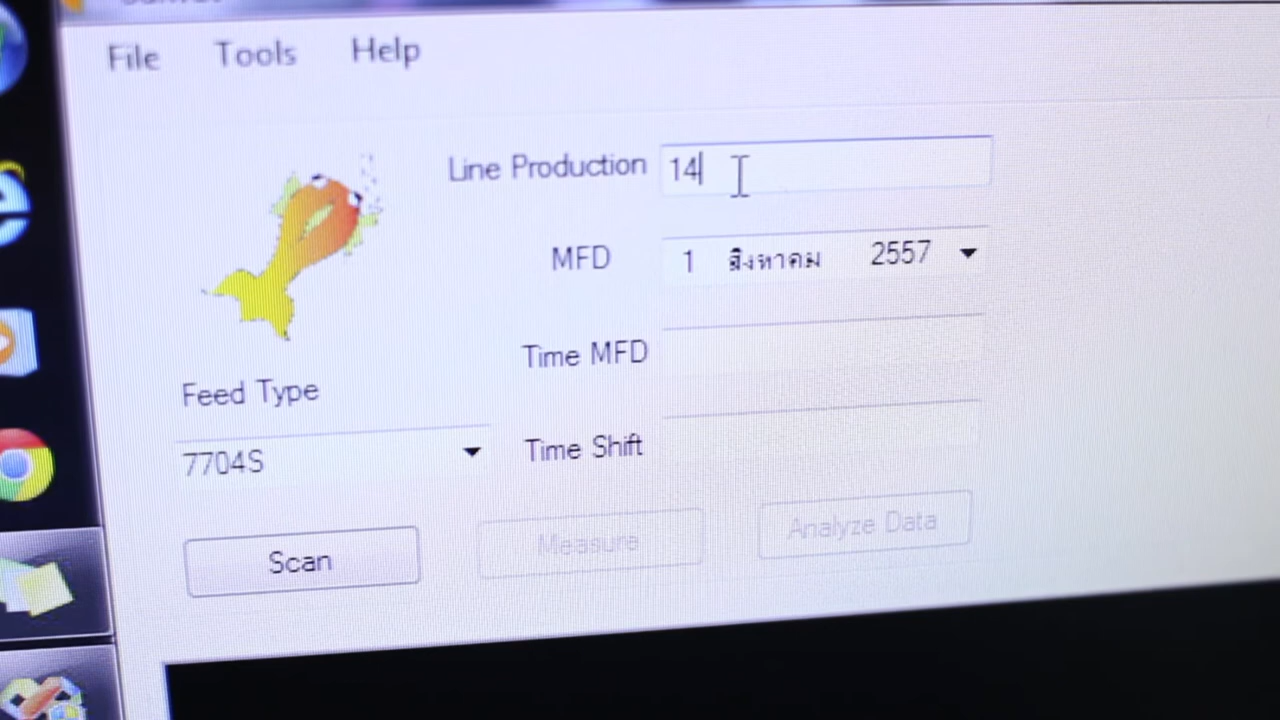 File Tools Help
Line Production 14
MFD 1 สิงหาคม 2557
Time MFD
Feed Type
7704S
Time Shift
Scan Measure Analyze Data